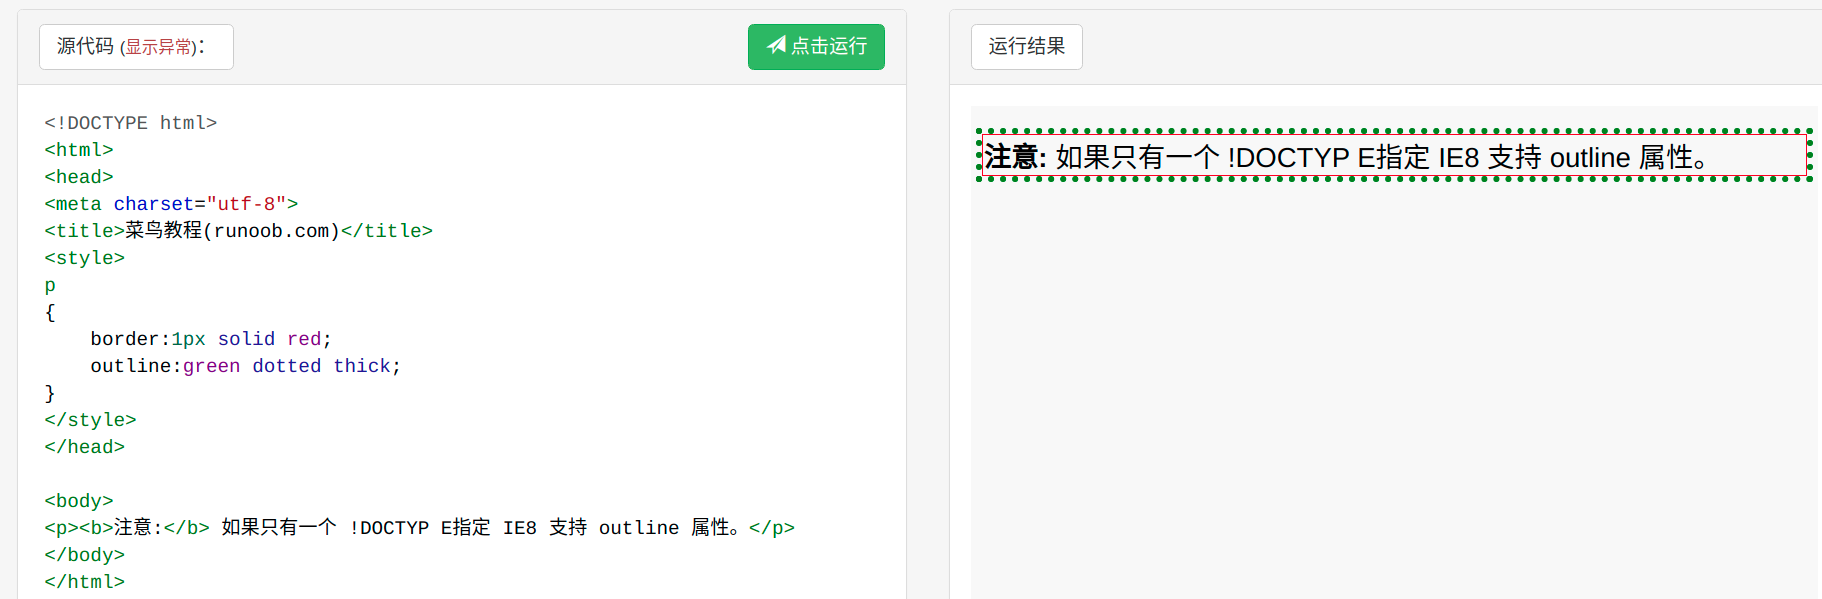 源代码 (显示异常)：
点击运行
<!DOCTYPE html>
<html>
<head>
<meta charset="utf-8">
<title>菜鸟教程(runoob.com)</title>
<style>
p
{
    border:1px solid red;
    outline:green dotted thick;
}
</style>
</head>

<body>
<p><b>注意:</b> 如果只有一个 !DOCTYP E指定 IE8 支持 outline 属性。</p>
</body>
</html>
运行结果
注意: 如果只有一个 !DOCTYP E指定 IE8 支持 outline 属性。